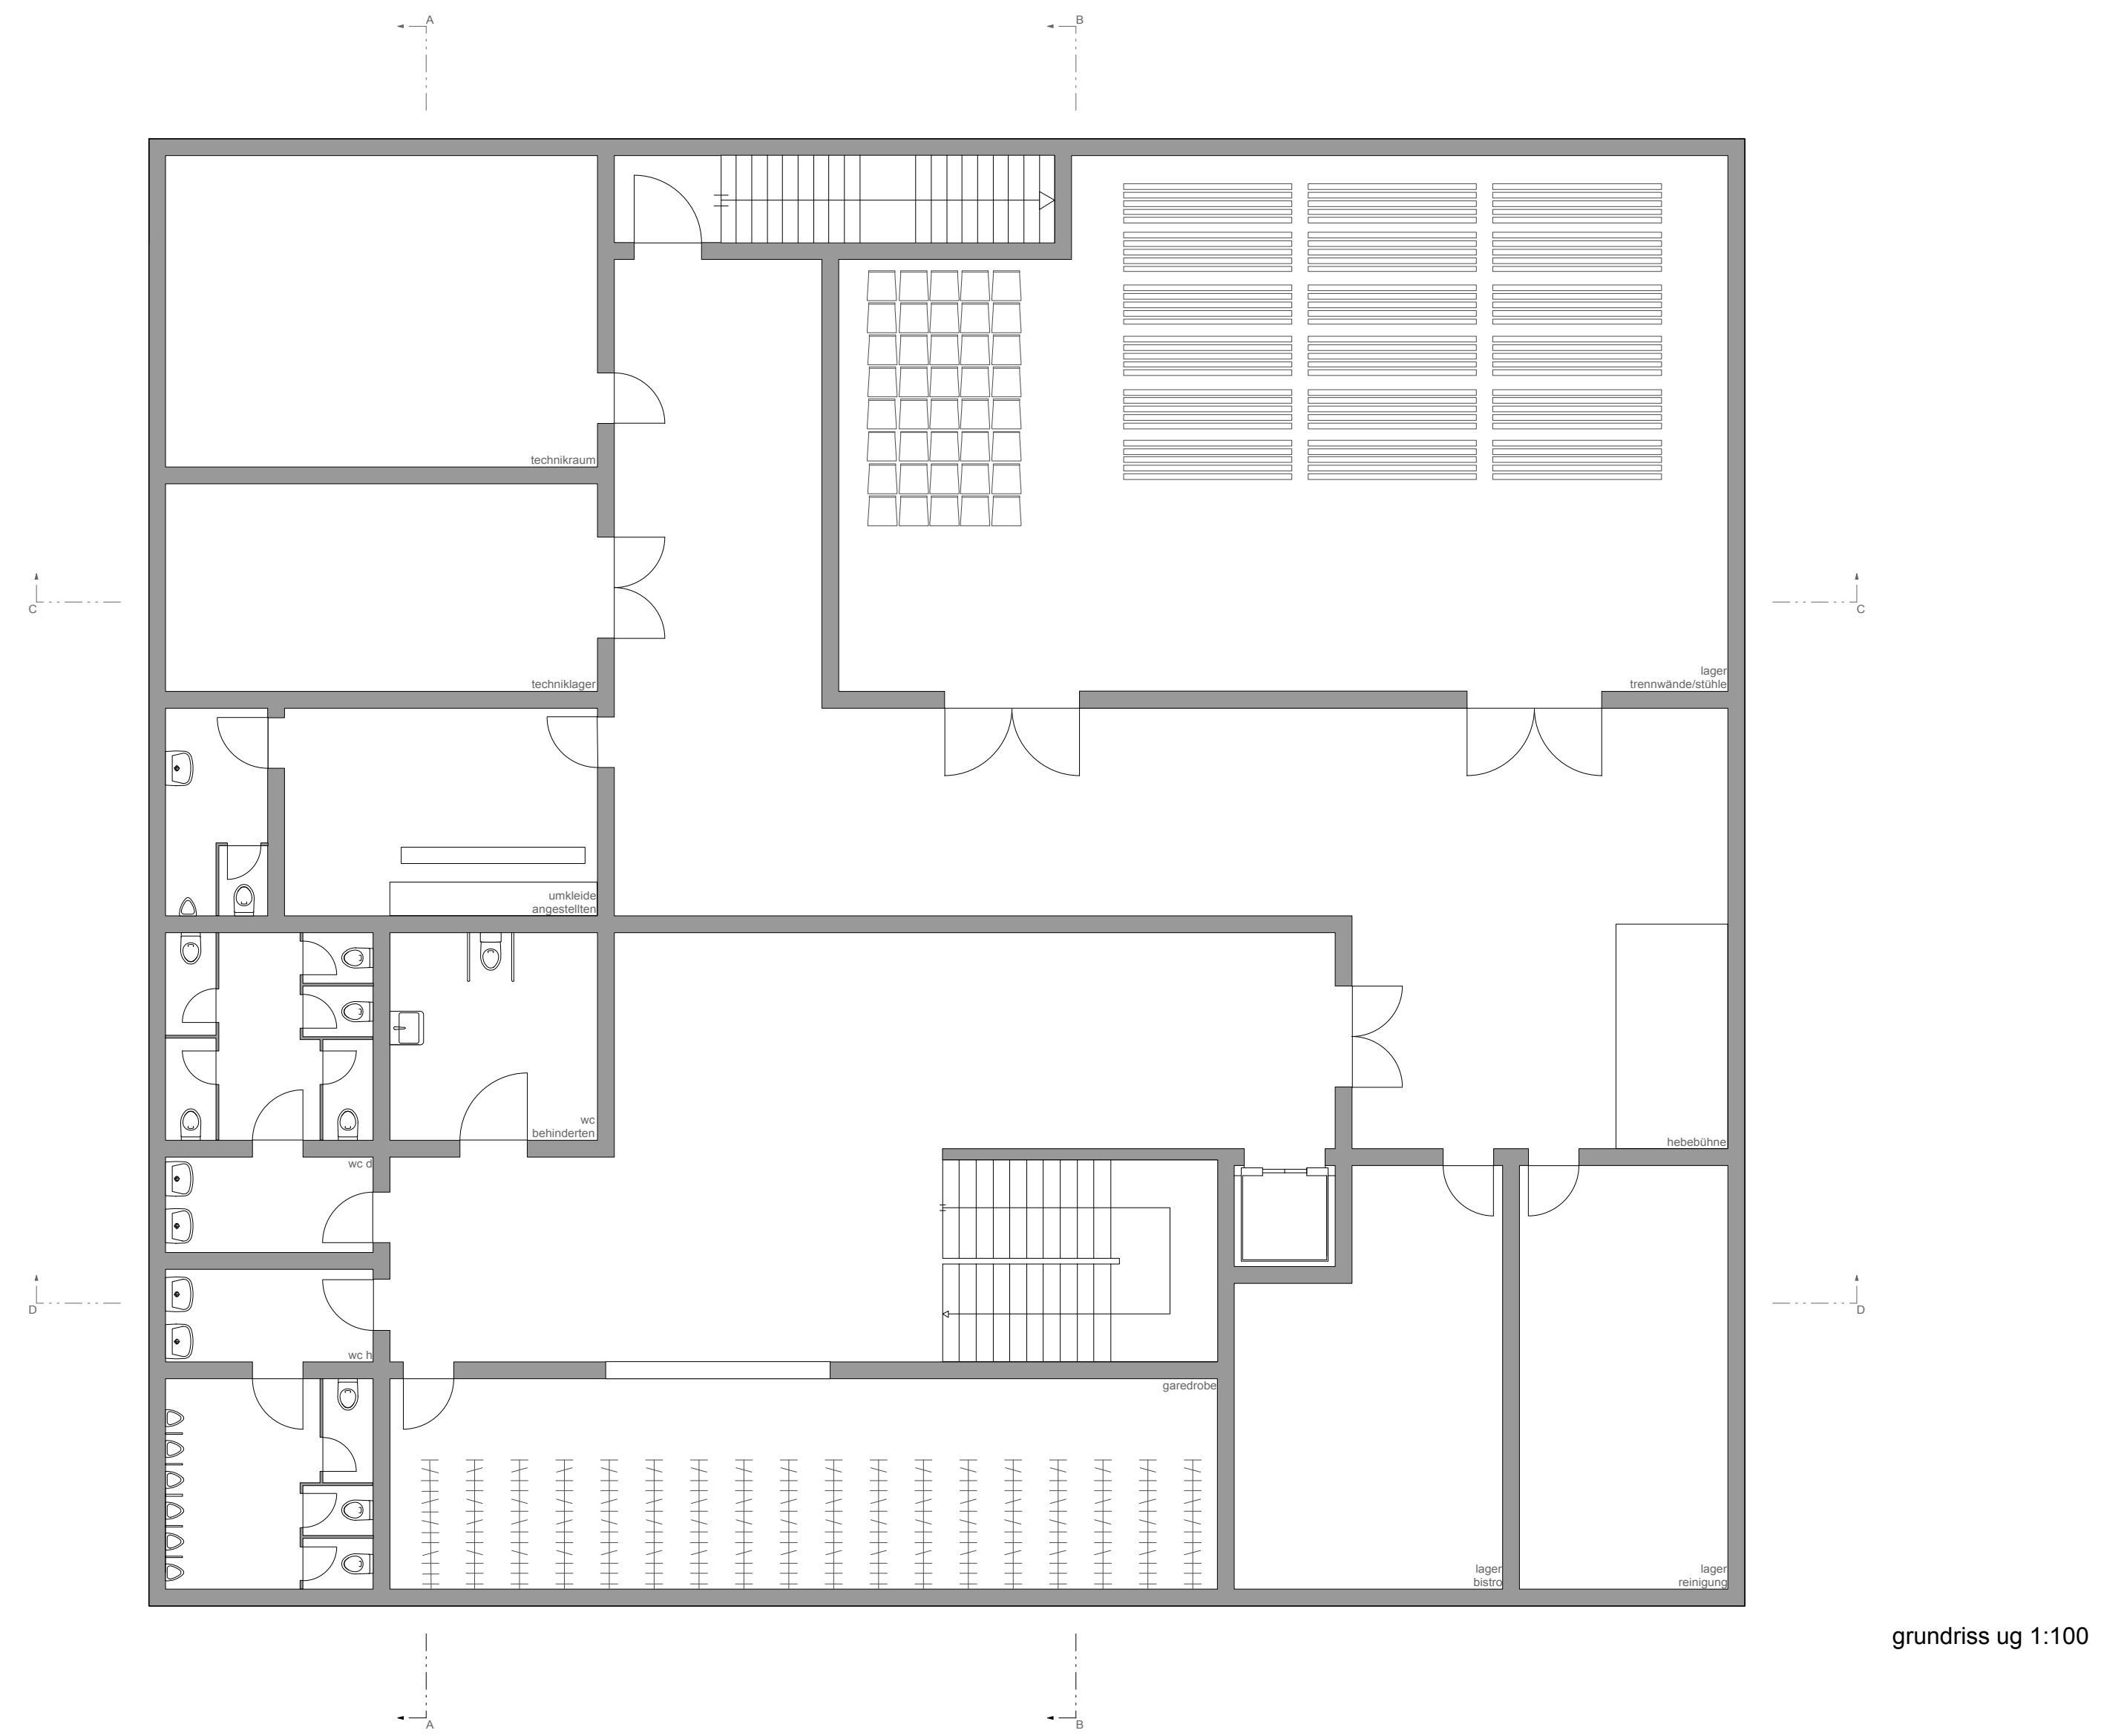 A
B
technikraum
C
C
lager
trennwände/stühle
techniklager
umkleide
angestellten
wc
behinderten
hebebühne
wc d
D
D
wc h
garedrobe
lager
bistro
lager
reinigung
grundriss ug 1:100
A
B